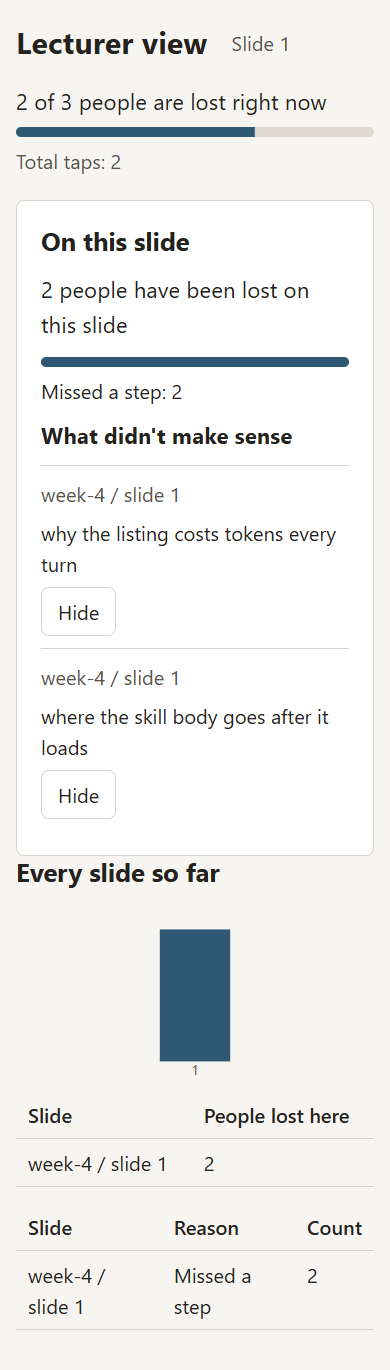 Lecturer view Slide 1
2 of 3 people are lost right now
Total taps: 2
On this slide
2 people have been lost on
this slide
Missed a step: 2
What didn't make sense
week-4 / slide 1
why the listing costs tokens every
turn
Hide
week-4 / slide 1
where the skill body goes after it
loads
Hide
Every slide so far
1
Slide People lost here
week-4 / slide 1 2
Slide Reason Count
week-4 / Missed a 2
slide 1 step